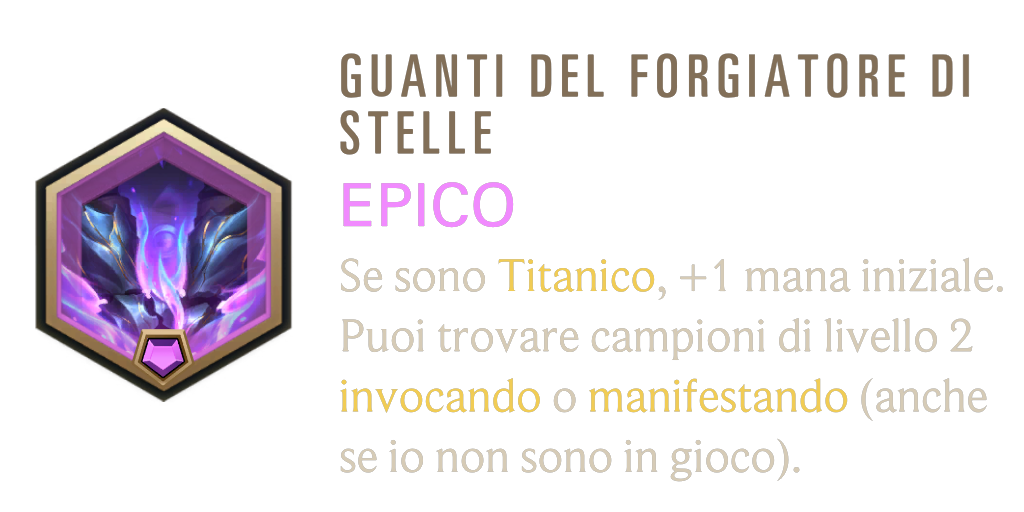 GUANTI DEL FORGIATORE DI
STELLE
EPICO
Se sono Titanico, +1 mana iniziale.
Puoi trovare campioni di livello 2
invocando o manifestando (anche
se io non sono in gioco).